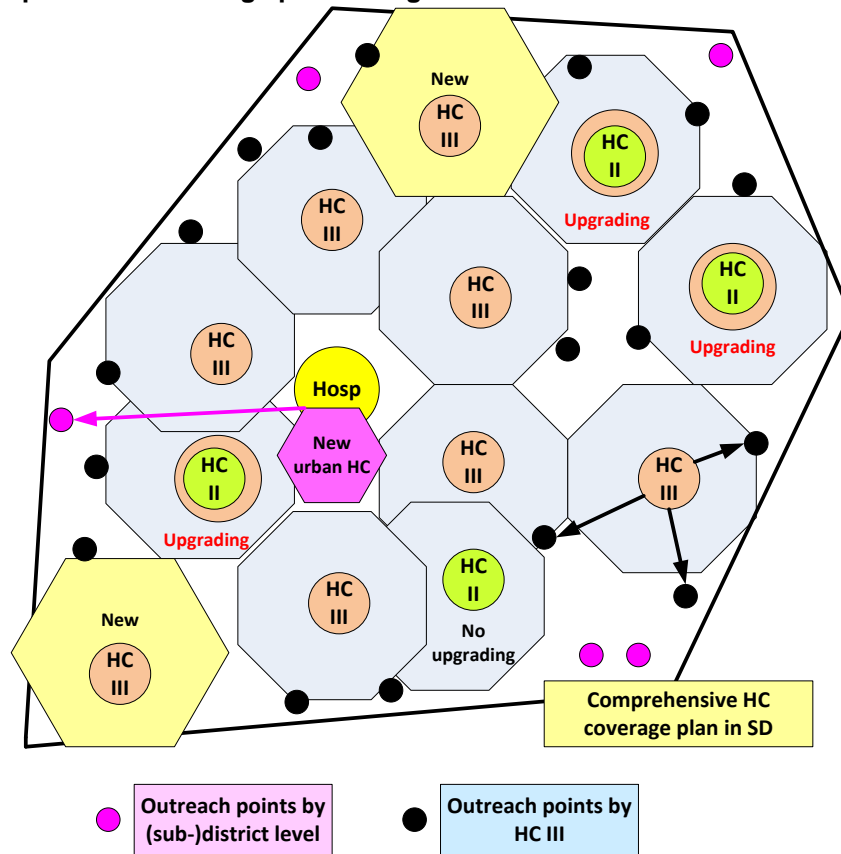 New
HC
III
HC
II
Upgrading
HC
III
HC
II
Upgrading
HC
III
HC
III
Hosp
New
urban HC
HC
II
Upgrading
HC
III
HC
III
New
HC
III
HC
III
HC
II
No
upgrading
Comprehensive HC
coverage plan in SD
Outreach points by
(sub-)district level
Outreach points by
HC III